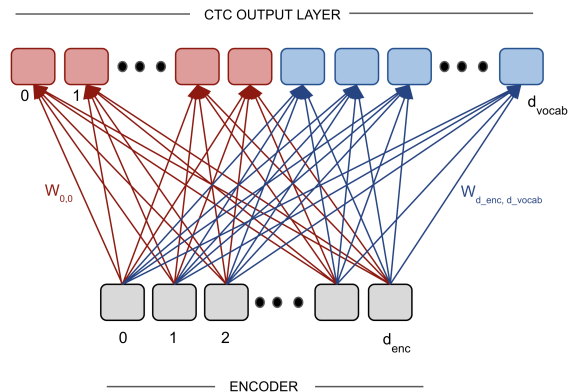 CTC OUTPUT LAYER
0 1 d_vocab
W_0,0 W_d_enc, d_vocab
0 1 2 d_enc
ENCODER